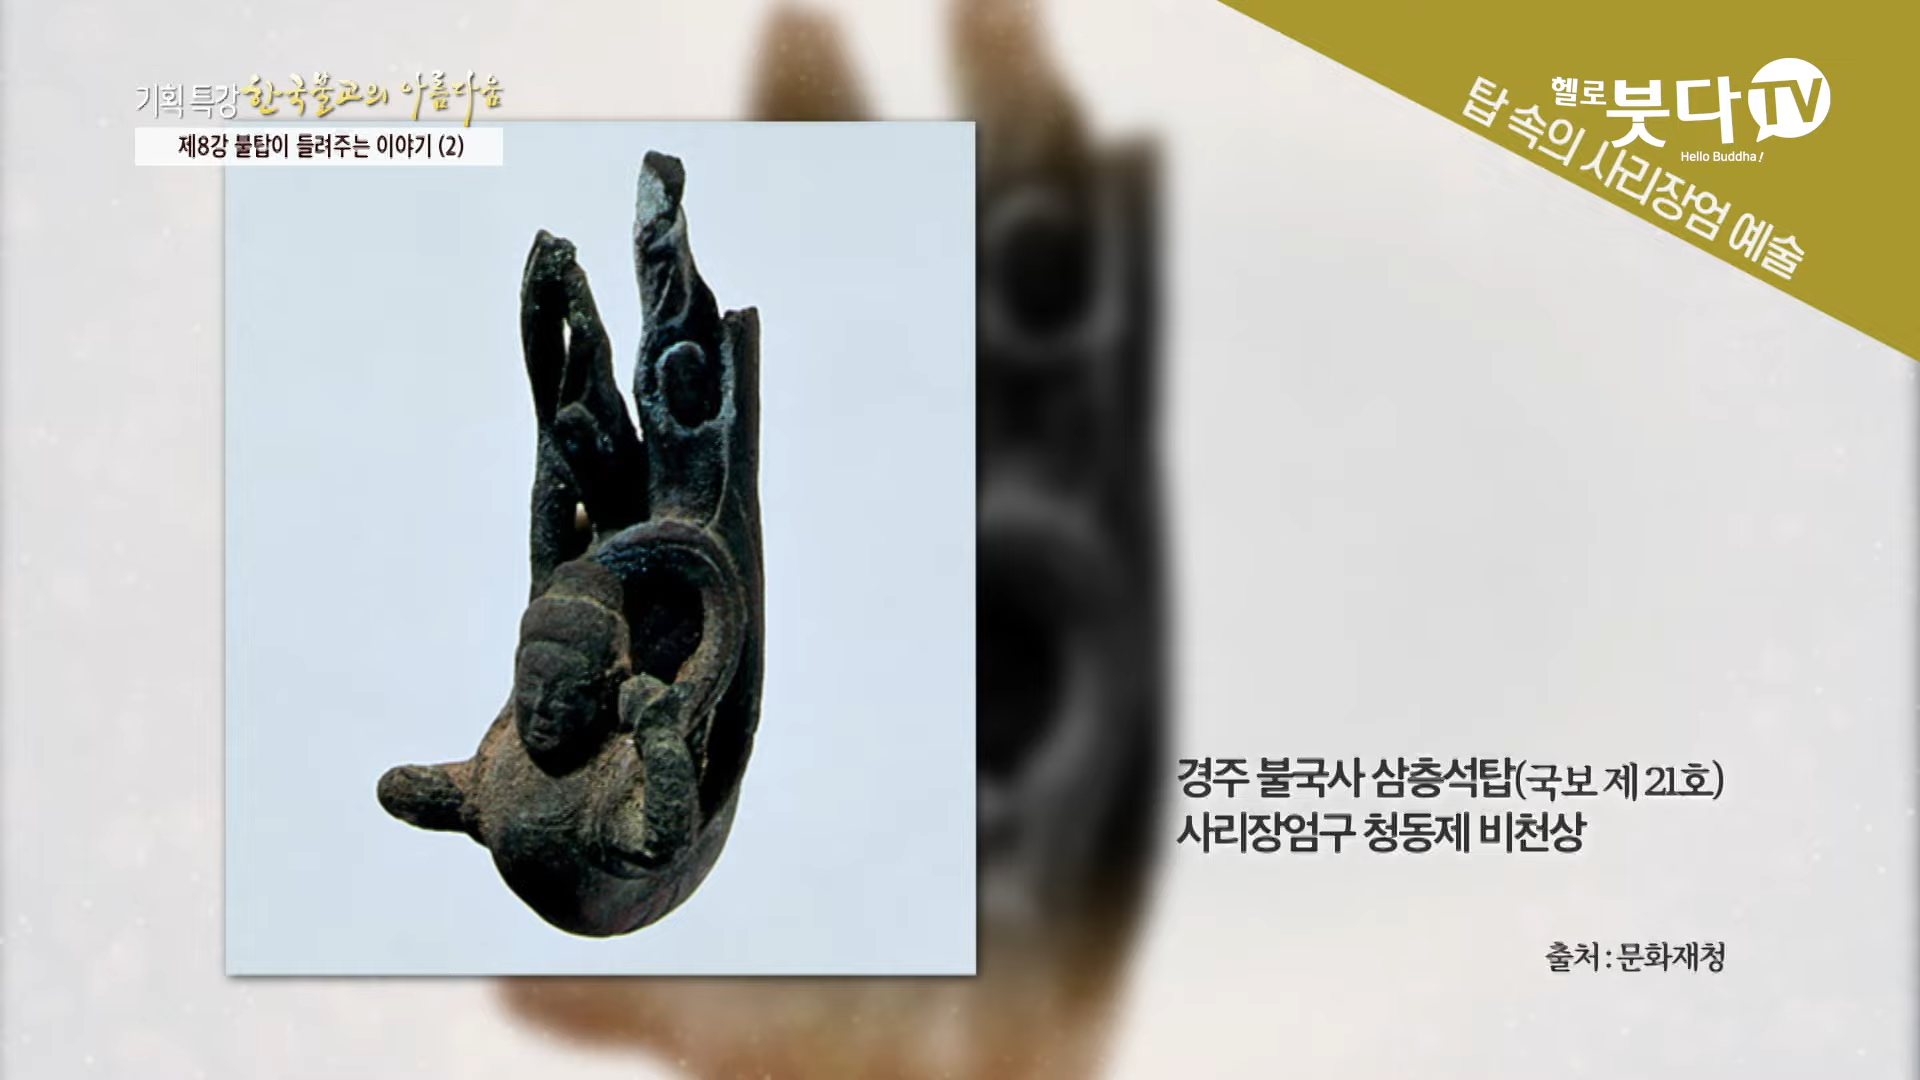 기획 특강 한국불교의 아름다움
제8강 불탑이 들려주는 이야기 (2)
헬로붓다TV
Hello Buddha!
탑 속의 사리장엄 예술
경주 불국사 삼층석탑(국보 제21호)
사리장엄구 청동제 비천상
출처 : 문화재청